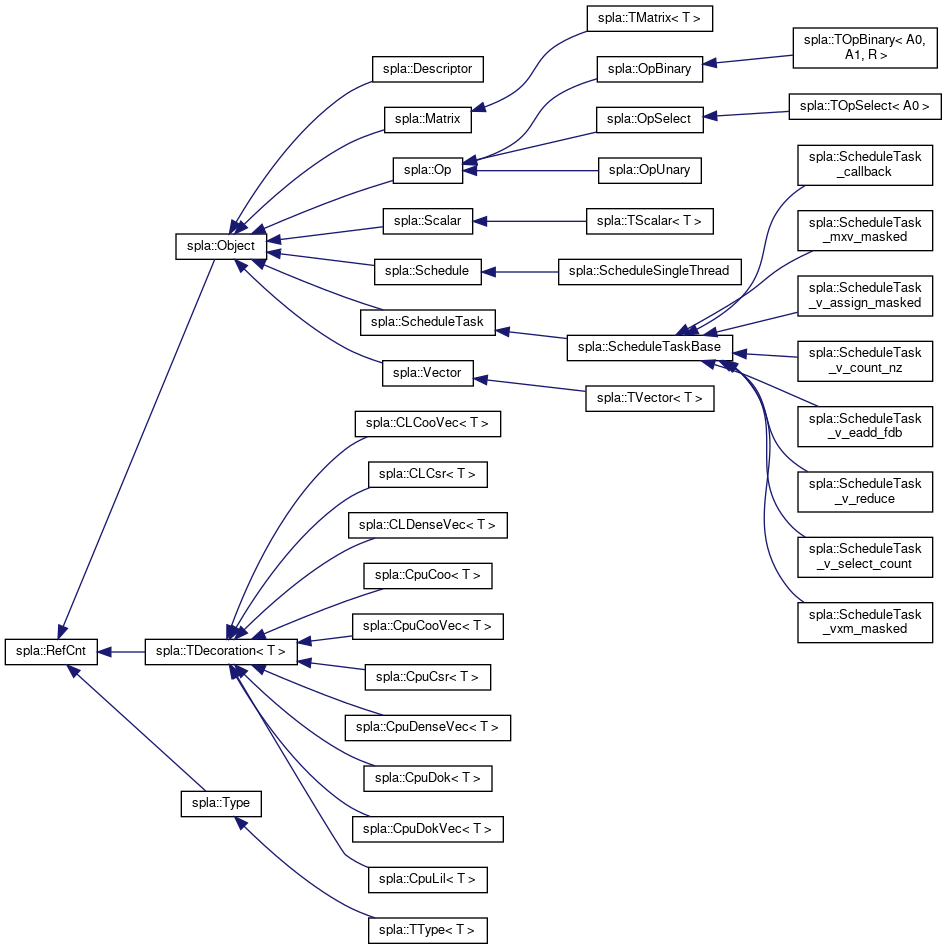 spla::TMatrix< T >
spla::TOpBinary< A0,
A1, R >
spla::Descriptor
spla::OpBinary
spla::Matrix
spla::OpSelect
spla::TOpSelect< A0 >
spla::Op
spla::OpUnary
spla::ScheduleTask
_callback
spla::Scalar
spla::TScalar< T >
spla::ScheduleTask
_mxv_masked
spla::Object
spla::Schedule
spla::ScheduleSingleThread
spla::ScheduleTask
_v_assign_masked
spla::ScheduleTask
spla::ScheduleTaskBase
spla::ScheduleTask
_v_count_nz
spla::Vector
spla::TVector< T >
spla::ScheduleTask
_v_eadd_fdb
spla::CLCooVec< T >
spla::CLCsr< T >
spla::ScheduleTask
_v_reduce
spla::CLDenseVec< T >
spla::ScheduleTask
_v_select_count
spla::CpuCoo< T >
spla::CpuCooVec< T >
spla::ScheduleTask
_vxm_masked
spla::RefCnt
spla::TDecoration< T >
spla::CpuCsr< T >
spla::CpuDenseVec< T >
spla::CpuDok< T >
spla::Type
spla::CpuDokVec< T >
spla::CpuLil< T >
spla::TType< T >